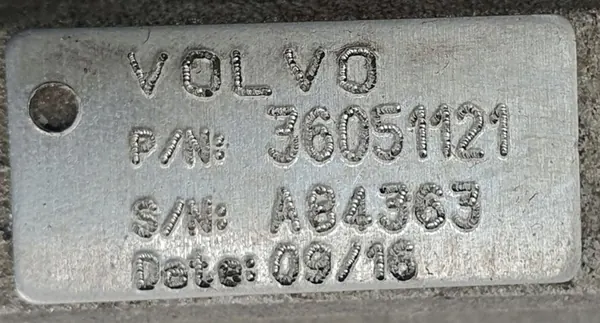 VOLVO
P/N: 36051121
S/N: A84363
Date: 09/16